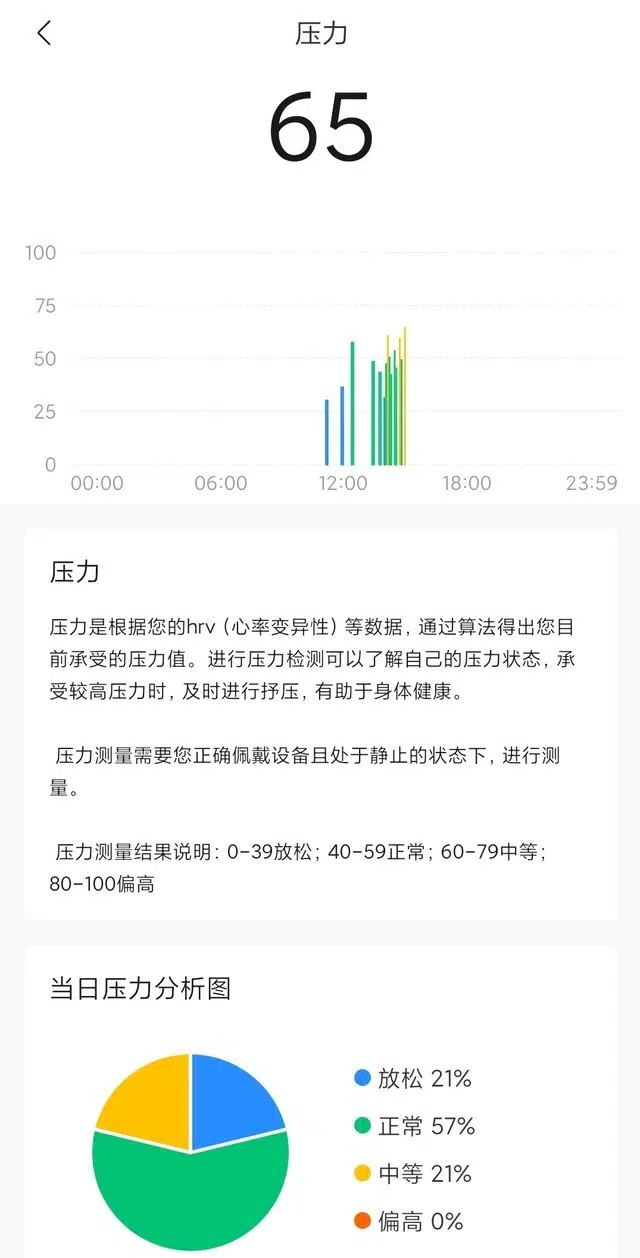 压力
65
100
75
50
25
0
00:00 06:00 12:00 18:00 23:59
压力
压力是根据您的hrv（心率变异性）等数据，通过算法得出您目
前承受的压力值。进行压力检测可以了解自己的压力状态，承
受较高压力时，及时进行抒压，有助于身体健康。
压力测量需要您正确佩戴设备且处于静止的状态下，进行测
量。
压力测量结果说明：0-39放松；40-59正常；60-79中等；
80-100偏高
当日压力分析图
放松 21%
正常 57%
中等 21%
偏高 0%